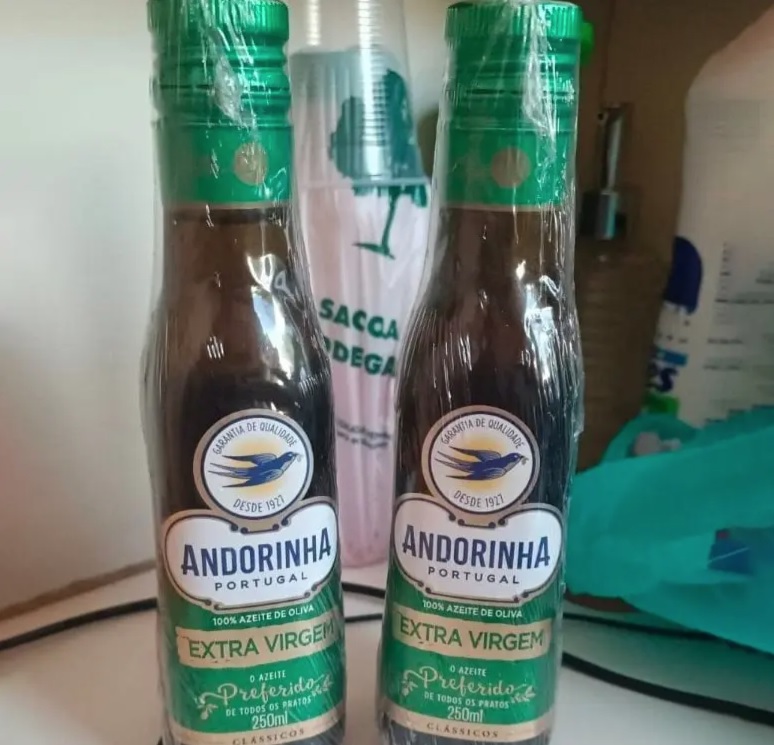 GARANTIA DE QUALIDADE
DESDE 1927
ANDORINHA
PORTUGAL
100% AZEITE DE OLIVA
EXTRA VIRGEM
O AZEITE
Preferido
DE TODOS OS PRATOS
250ml
CLÁSSICOS
SACCA
GARANTIA DE QUALIDADE
DESDE 1927
ANDORINHA
PORTUGAL
100% AZEITE DE OLIVA
EXTRA VIRGEM
O AZEITE
Preferido
DE TODOS OS PRATOS
250ml
CLÁSSICOS